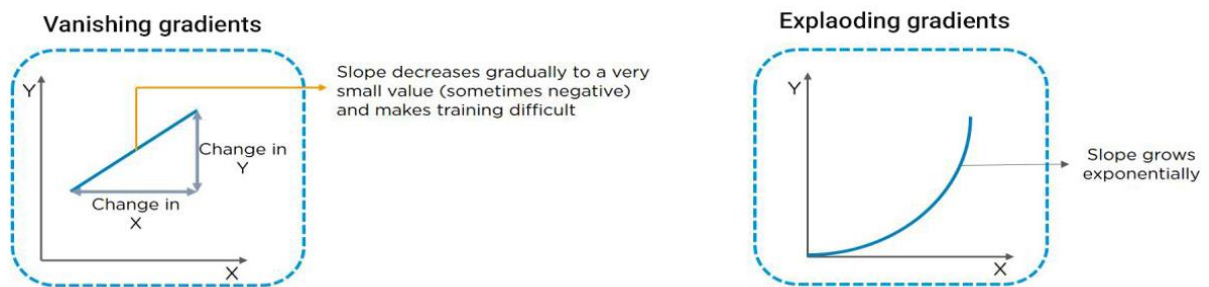 Vanishing gradients
Y
Slope decreases gradually to a very
small value (sometimes negative)
and makes training difficult
Change in
Y
Change in
X
X
Explaoding gradients
Y
Slope grows
exponentially
X